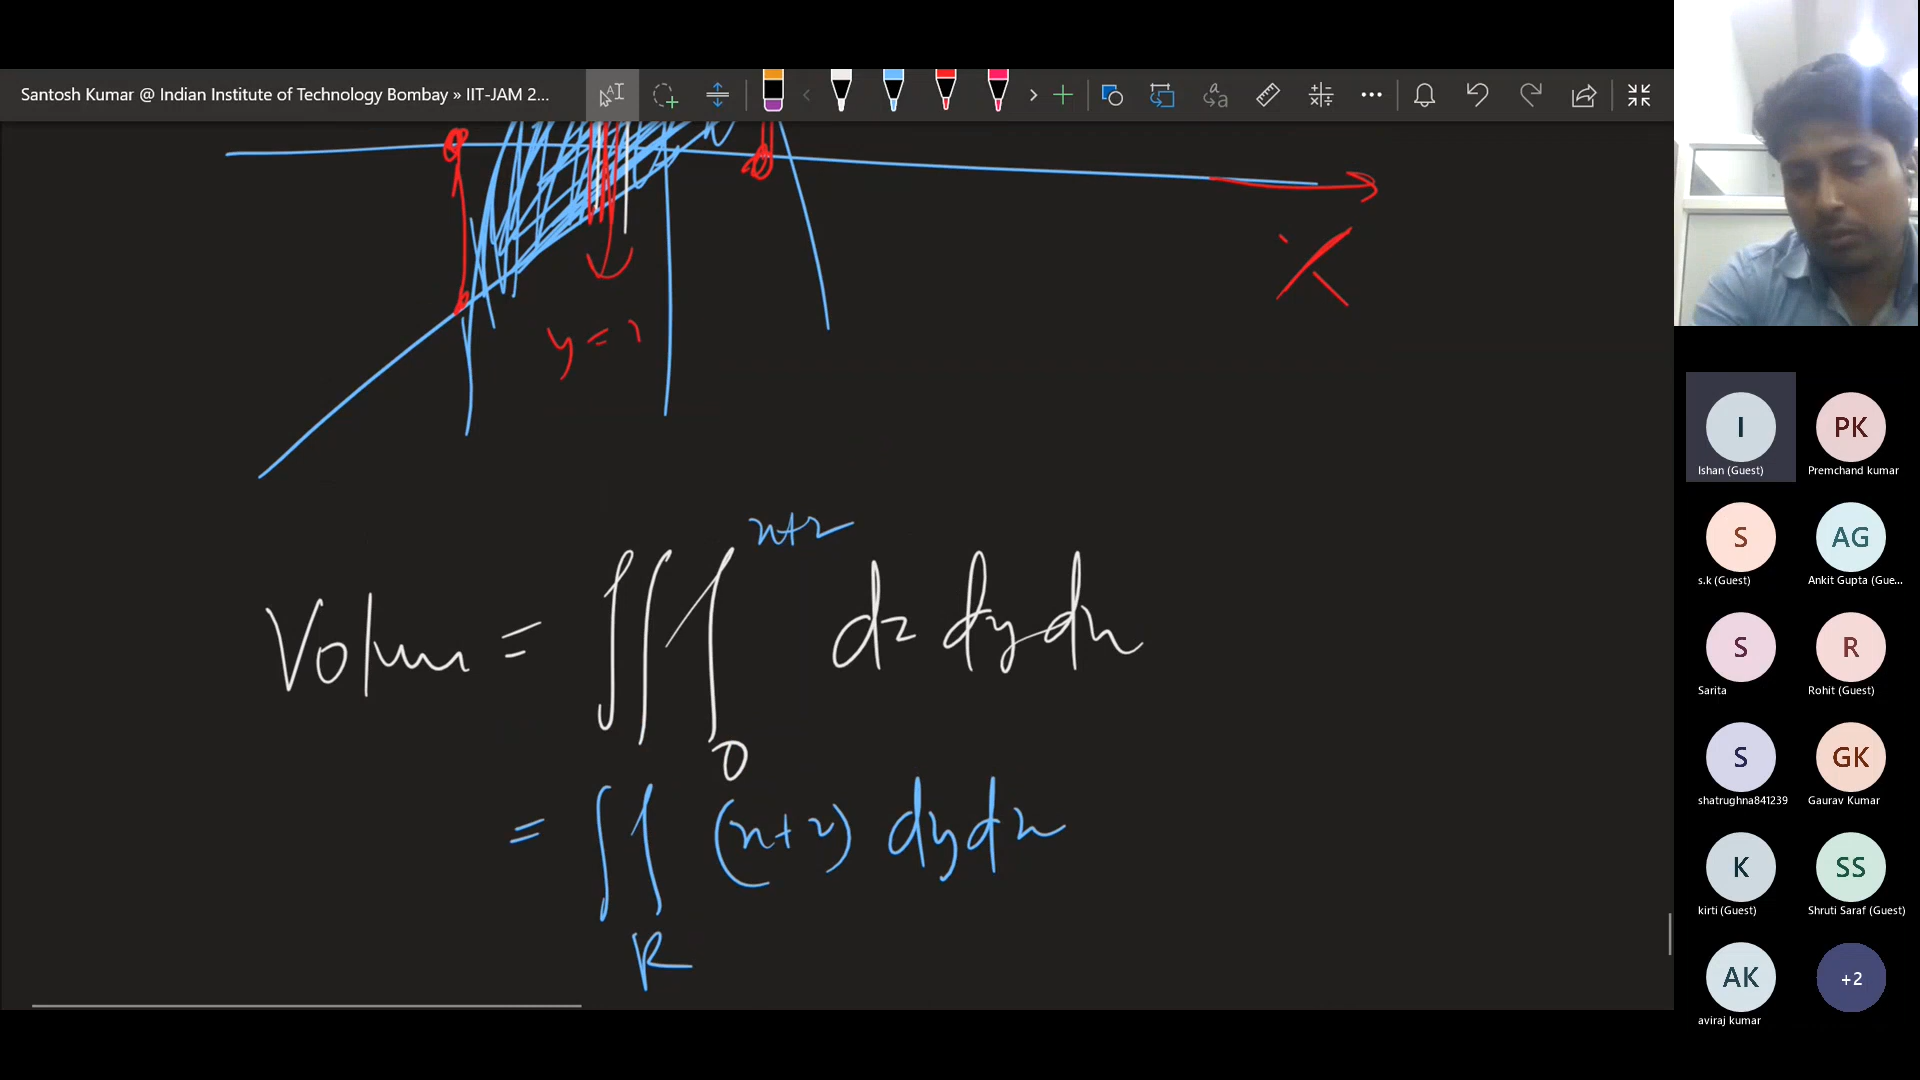 Santosh Kumar @ Indian Institute of Technology Bombay » IIT-JAM 2...
X
y =
x+2
Volum = ∫∫∫ dz dy dx
0
= ∫∫ (x+2) dy dx
R
I
Ishan (Guest)
PK
Premchand kumar
S
s.k (Guest)
AG
Ankit Gupta (Gue...
S
Sarita
R
Rohit (Guest)
S
shatrughna841239
GK
Gaurav Kumar
K
kirti (Guest)
SS
Shruti Saraf (Guest)
AK
aviraj kumar
+2